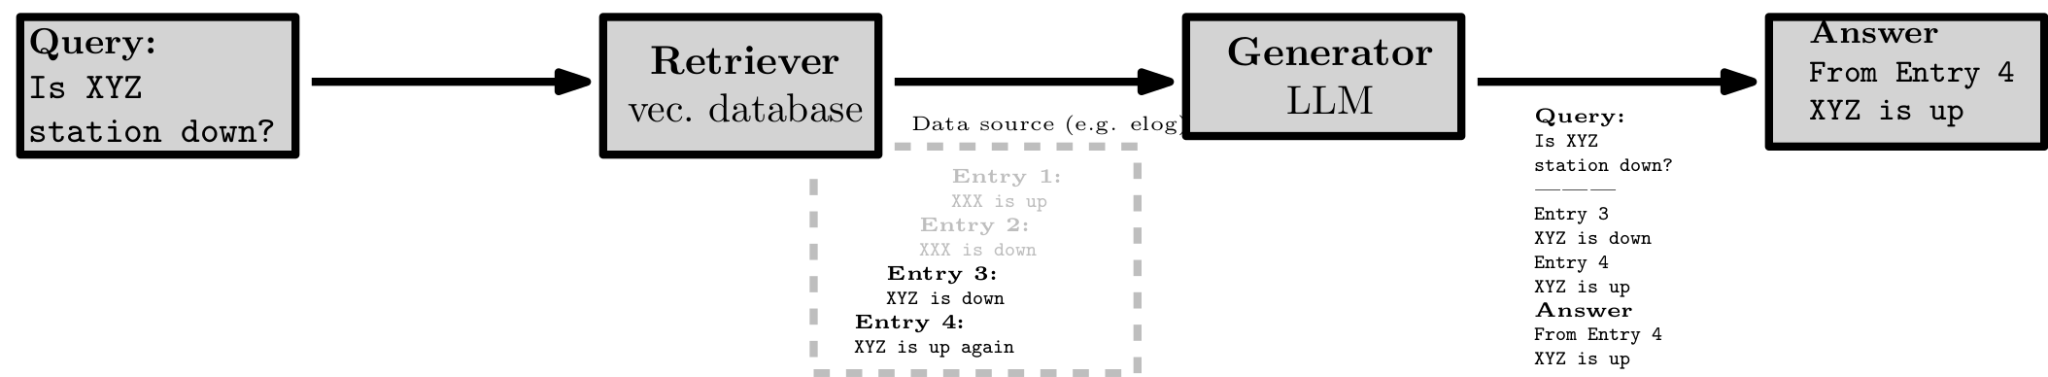 Query:
Is XYZ
station down?
Retriever
vec. database
Data source (e.g. elog)
Entry 1:
XXX is up
Entry 2:
XXX is down
Entry 3:
XYZ is down
Entry 4:
XYZ is up again
Generator
LLM
Query:
Is XYZ
station down?
Entry 3
XYZ is down
Entry 4
XYZ is up
Answer
From Entry 4
XYZ is up
Answer
From Entry 4
XYZ is up